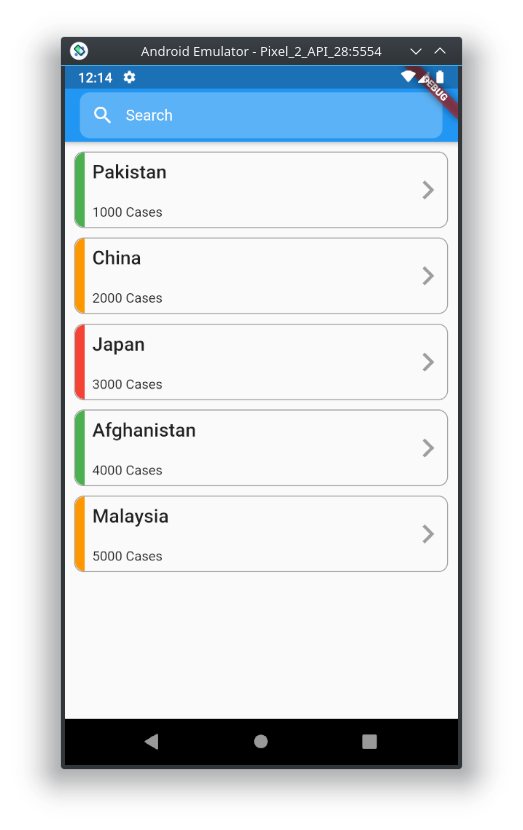 Android Emulator - Pixel_2_API_28:5554
12:14
DEBUG
Search
Pakistan
1000 Cases
China
2000 Cases
Japan
3000 Cases
Afghanistan
4000 Cases
Malaysia
5000 Cases